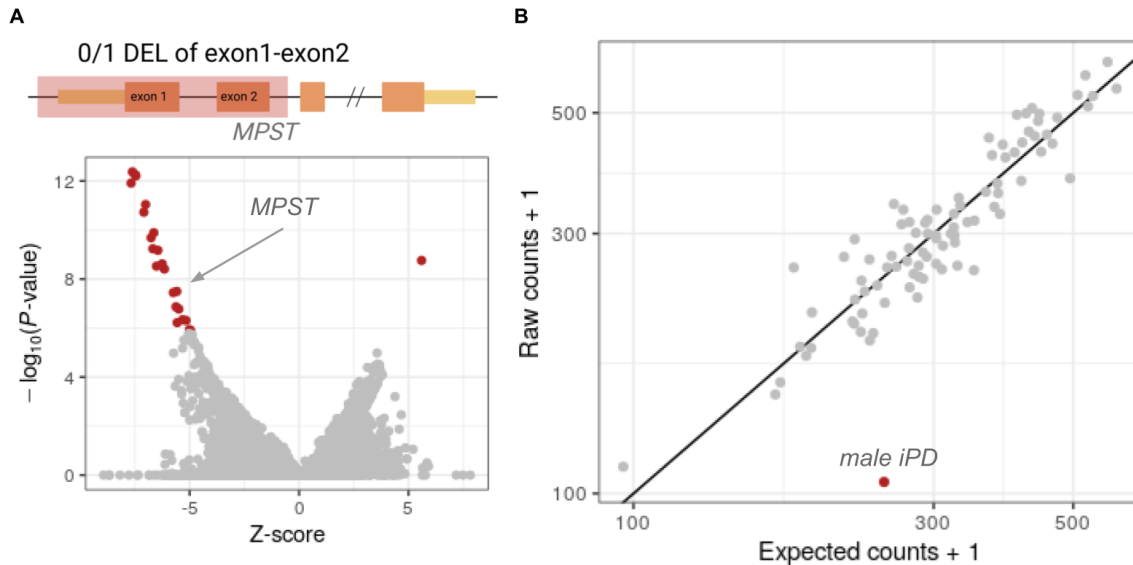 A
0/1 DEL of exon1-exon2
exon 1
exon 2
MPST
12
8
4
0
− log10(P-value)
MPST
-5
0
5
Z-score
B
500
300
100
Raw counts + 1
male iPD
100
300
500
Expected counts + 1